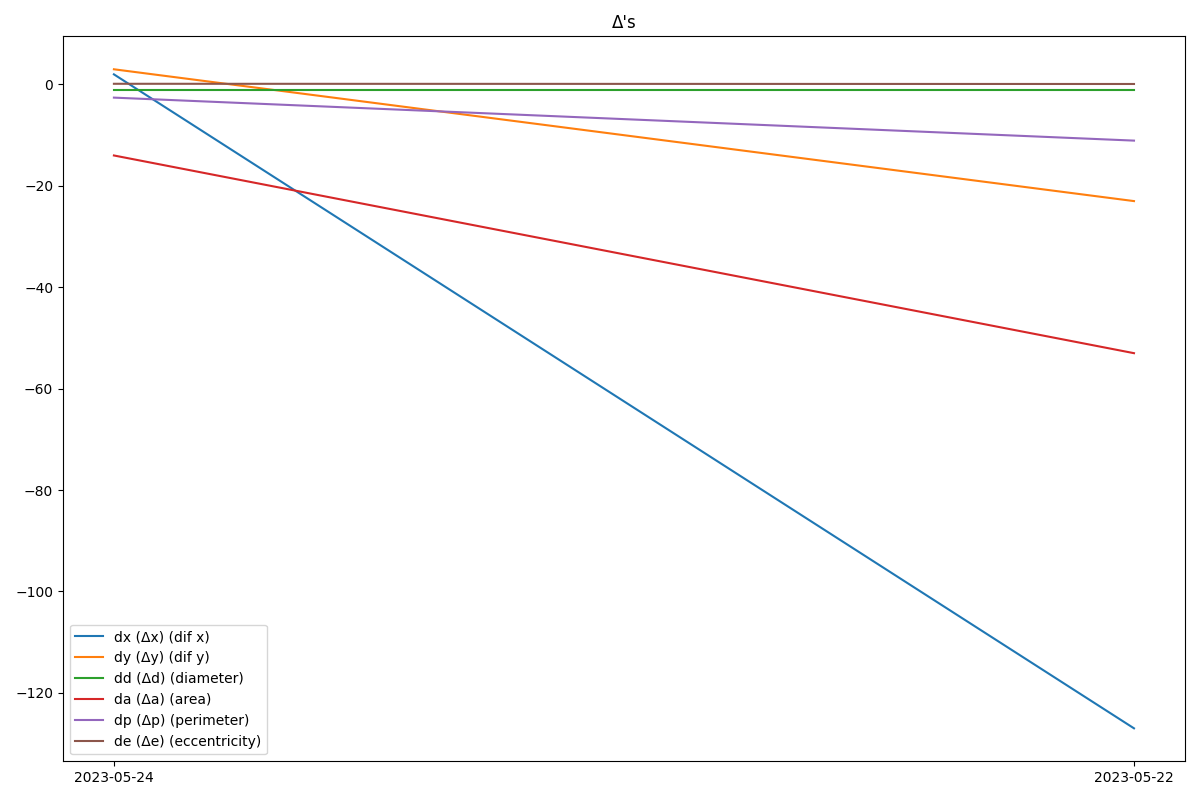 Δ's
0
−20
−40
−60
−80
−100
−120
dx (Δx) (dif x)
dy (Δy) (dif y)
dd (Δd) (diameter)
da (Δa) (area)
dp (Δp) (perimeter)
de (Δe) (eccentricity)
2023-05-24
2023-05-22